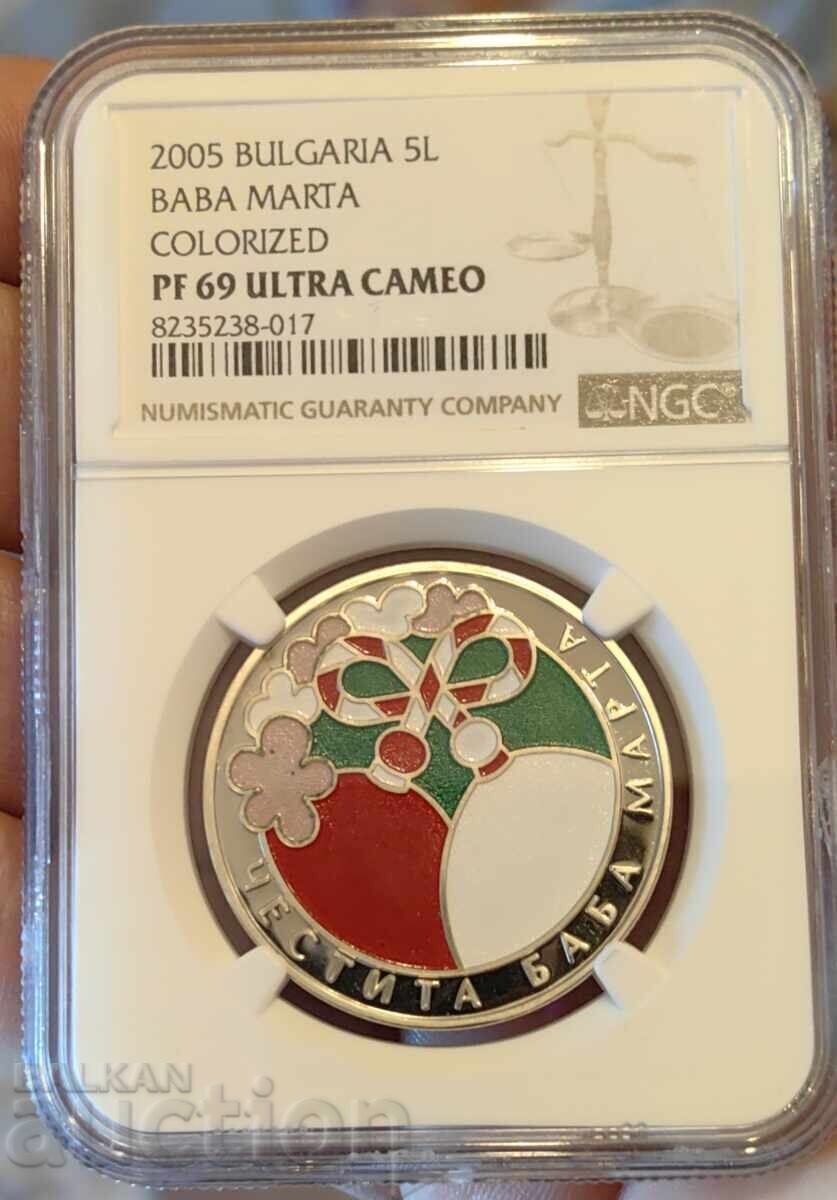 2005 BULGARIA 5L
BABA MARTA
COLORIZED
PF 69 ULTRA CAMEO
8235238-017
NUMISMATIC GUARANTY COMPANY
NGC®
ЧЕСТИТА БАБА МАРТА
BALKAN
auction